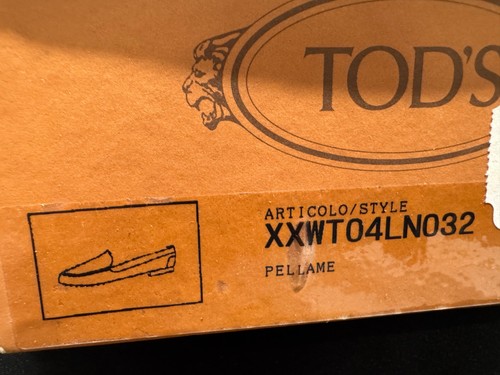 TOD'S
ARTICOLO/STYLE
XXWT04LN032
PELLAME